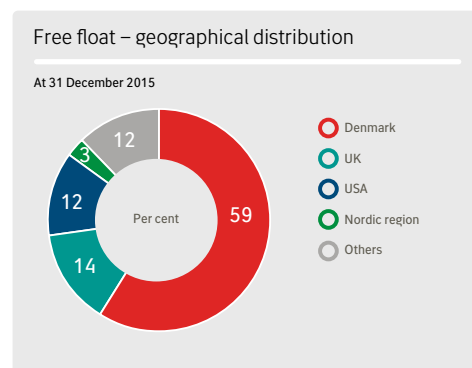 Free float – geographical distribution
At 31 December 2015
12
3
12
14
59
Per cent
Denmark
UK
USA
Nordic region
Others